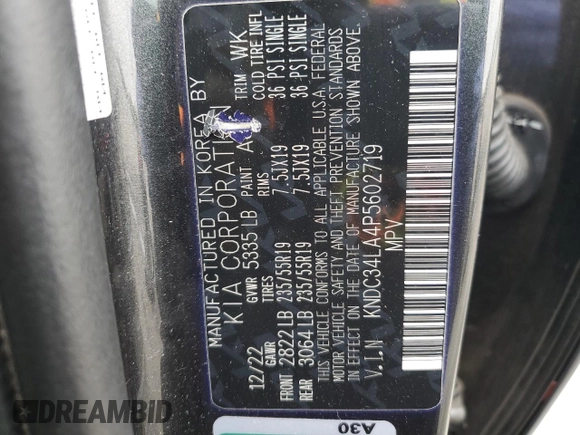 MANUFACTURED IN KOREA BY
KIA CORPORATION
12/22 GVWR 5335 LB PAINT A TRIM WK
GAWR TIRES RIMS COLD TIRE INFL
FRONT 2822 LB 235/55R19 7.5JX19 36 PSI SINGLE
REAR 3064 LB 235/55R19 7.5JX19 36 PSI SINGLE
THIS VEHICLE CONFORMS TO ALL APPLICABLE U.S.A. FEDERAL
MOTOR VEHICLE SAFETY AND THEFT PREVENTION STANDARDS
IN EFFECT ON THE DATE OF MANUFACTURE SHOWN ABOVE.
V.I.N KNDC34LA4P5602719
MPV
A30
DREAMBID